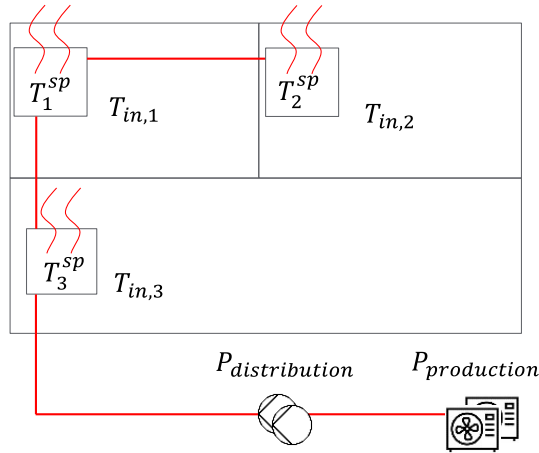 T_1^{sp}
T_{in,1}
T_2^{sp}
T_{in,2}
T_3^{sp}
T_{in,3}
P_{distribution}
P_{production}